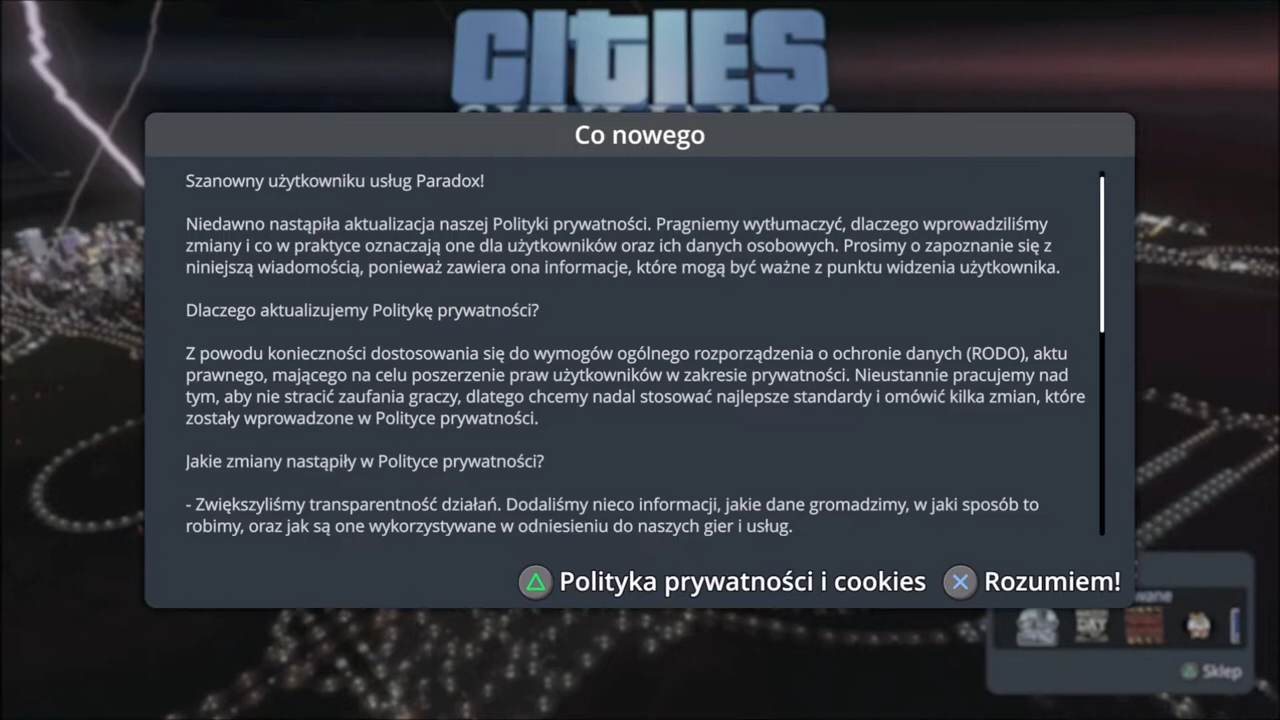 CITIES
Co nowego
Szanowny użytkowniku usług Paradox!
Niedawno nastąpiła aktualizacja naszej Polityki prywatności. Pragniemy wytłumaczyć, dlaczego wprowadziliśmy
zmiany i co w praktyce oznaczają one dla użytkowników oraz ich danych osobowych. Prosimy o zapoznanie się z
niniejszą wiadomością, ponieważ zawiera ona informacje, które mogą być ważne z punktu widzenia użytkownika.
Dlaczego aktualizujemy Politykę prywatności?
Z powodu konieczności dostosowania się do wymogów ogólnego rozporządzenia o ochronie danych (RODO), aktu
prawnego, mającego na celu poszerzenie praw użytkowników w zakresie prywatności. Nieustannie pracujemy nad
tym, aby nie stracić zaufania graczy, dlatego chcemy nadal stosować najlepsze standardy i omówić kilka zmian, które
zostały wprowadzone w Polityce prywatności.
Jakie zmiany nastąpiły w Polityce prywatności?
- Zwiększyliśmy transparentność działań. Dodaliśmy nieco informacji, jakie dane gromadzimy, w jaki sposób to
robimy, oraz jak są one wykorzystywane w odniesieniu do naszych gier i usług.
Polityka prywatności i cookies Rozumiem!
DAY
Sklep